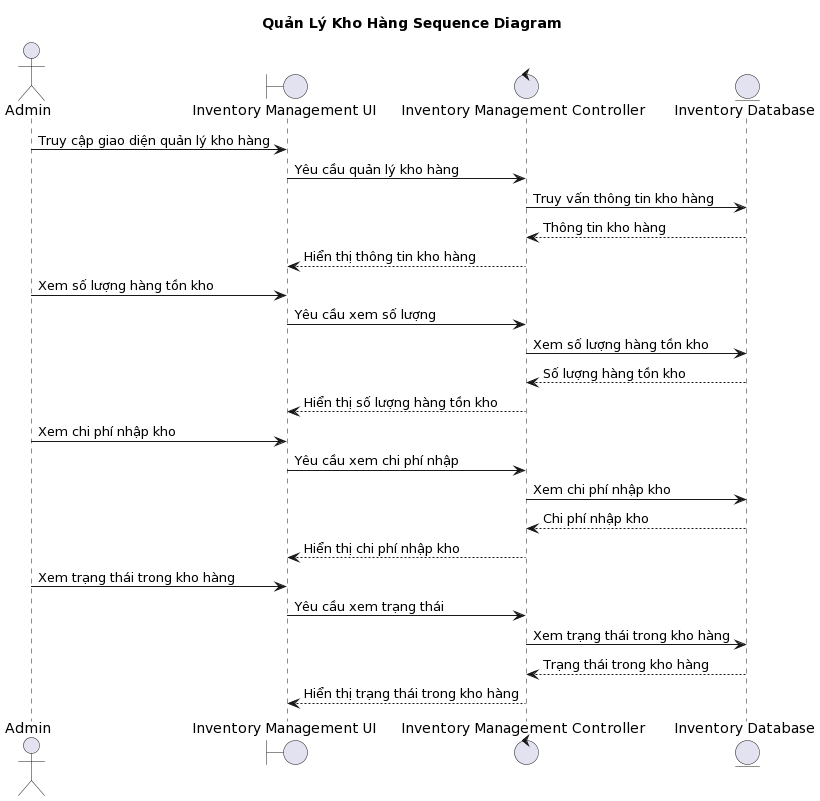 Quản Lý Kho Hàng Sequence Diagram
Admin
Inventory Management UI
Inventory Management Controller
Inventory Database
Truy cập giao diện quản lý kho hàng
Yêu cầu quản lý kho hàng
Truy vấn thông tin kho hàng
Thông tin kho hàng
Hiển thị thông tin kho hàng
Xem số lượng hàng tồn kho
Yêu cầu xem số lượng
Xem số lượng hàng tồn kho
Số lượng hàng tồn kho
Hiển thị số lượng hàng tồn kho
Xem chi phí nhập kho
Yêu cầu xem chi phí nhập
Xem chi phí nhập kho
Chi phí nhập kho
Hiển thị chi phí nhập kho
Xem trạng thái trong kho hàng
Yêu cầu xem trạng thái
Xem trạng thái trong kho hàng
Trạng thái trong kho hàng
Hiển thị trạng thái trong kho hàng
Admin
Inventory Management UI
Inventory Management Controller
Inventory Database